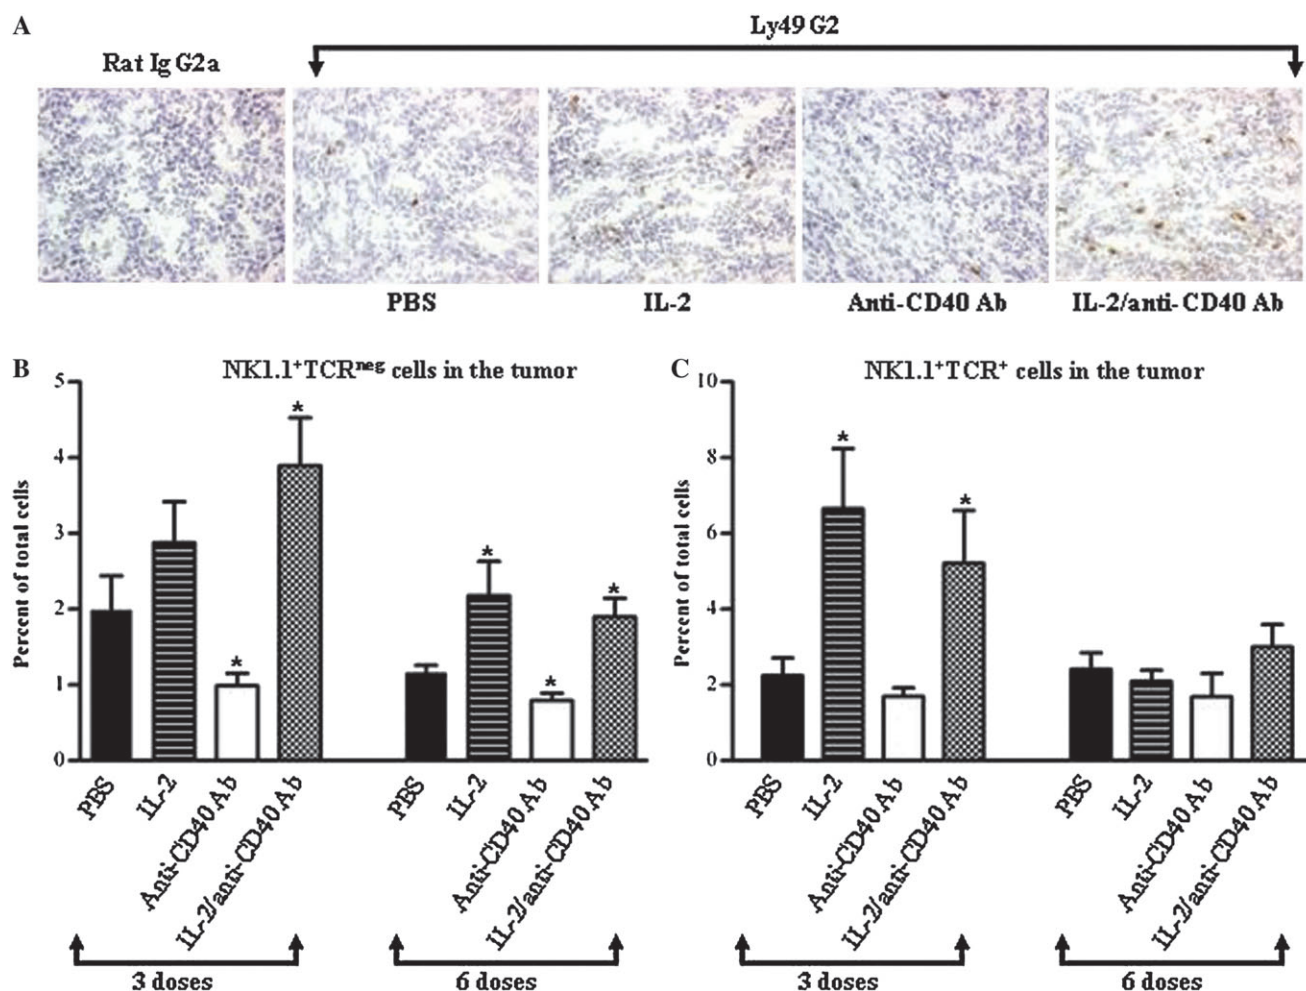 A
Ly49 G2
Rat Ig G2a
PBS
IL-2
Anti-CD40 Ab
IL-2/anti-CD40 Ab
B
NK1.1⁺TCRⁿᵉᵍ cells in the tumor
Percent of total cells
5
4
3
2
1
0
*
*
*
*
*
PBS
IL-2
Anti-CD40 Ab
IL-2/anti-CD40 Ab
PBS
IL-2
Anti-CD40 Ab
IL-2/anti-CD40 Ab
3 doses
6 doses
C
NK1.1⁺TCR⁺ cells in the tumor
Percent of total cells
10
8
6
4
2
0
*
*
PBS
IL-2
Anti-CD40 Ab
IL-2/anti-CD40 Ab
PBS
IL-2
Anti-CD40 Ab
IL-2/anti-CD40 Ab
3 doses
6 doses